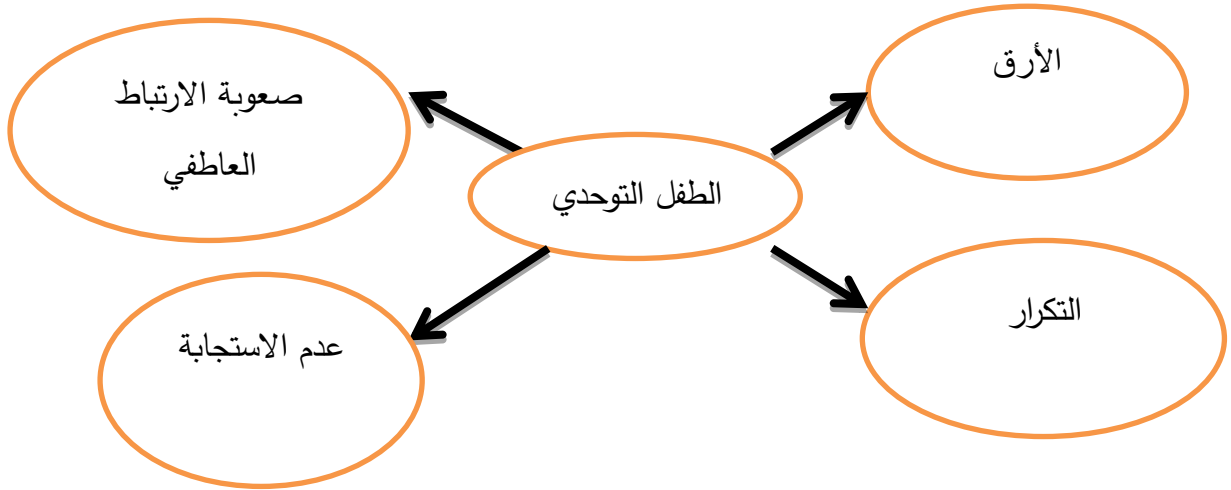 الأرق
صعوبة الارتباط
العاطفي
الطفل التوحدي
التكرار
عدم الاستجابة